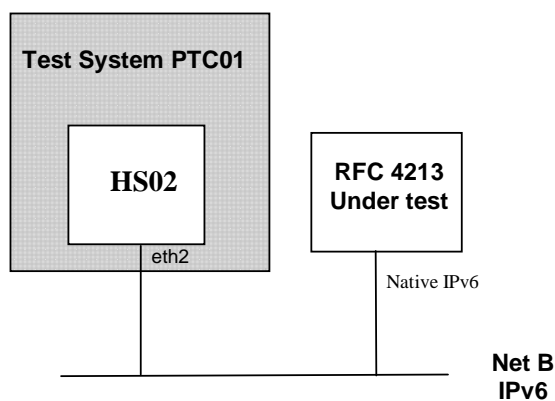 Test System PTC01
HS02
eth2
RFC 4213
Under test
Native IPv6
Net B
IPv6